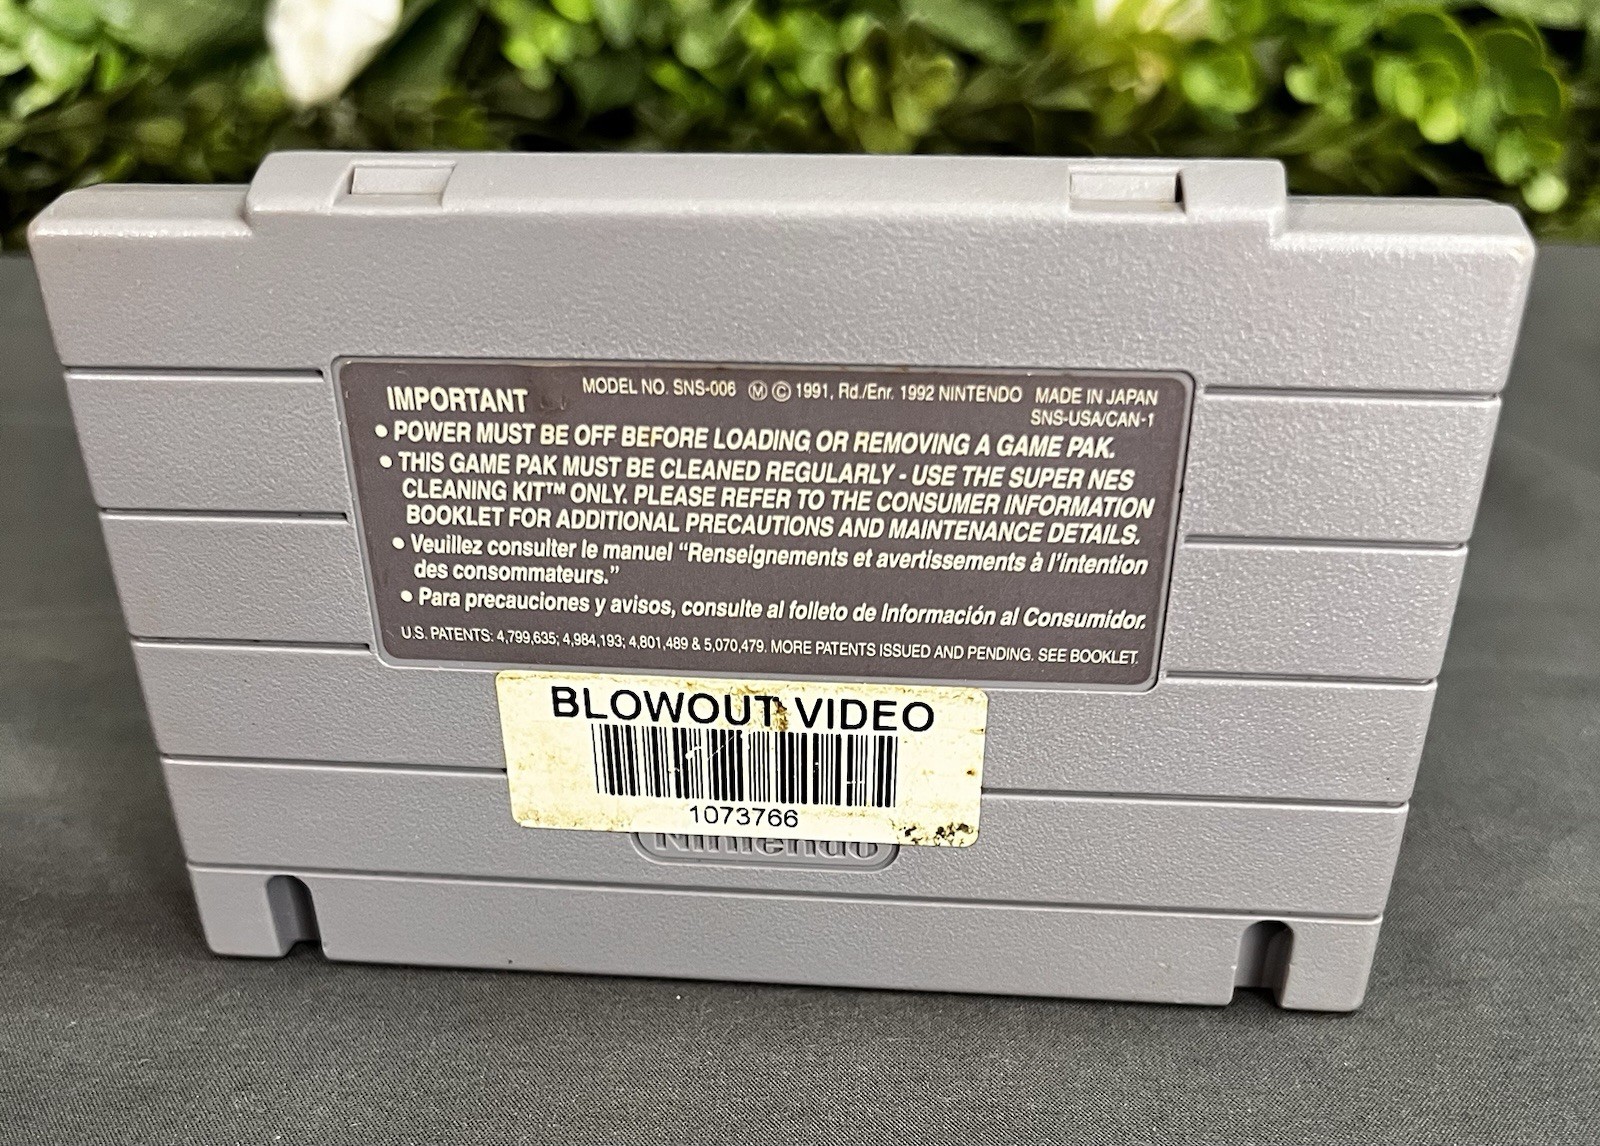 IMPORTANT MODEL NO. SNS-006 Ⓜ © 1991, Rd./Enr. 1992 NINTENDO MADE IN JAPAN
SNS-USA/CAN-1
• POWER MUST BE OFF BEFORE LOADING OR REMOVING A GAME PAK.
• THIS GAME PAK MUST BE CLEANED REGULARLY - USE THE SUPER NES
CLEANING KIT™ ONLY. PLEASE REFER TO THE CONSUMER INFORMATION
BOOKLET FOR ADDITIONAL PRECAUTIONS AND MAINTENANCE DETAILS.
• Veuillez consulter le manuel “Renseignements et avertissements à l’intention
des consommateurs.”
• Para precauciones y avisos, consulte al folleto de Información al Consumidor.
U.S. PATENTS: 4,799,635; 4,984,193; 4,801,489 & 5,070,479. MORE PATENTS ISSUED AND PENDING. SEE BOOKLET.
BLOWOUT VIDEO
1073766
Nintendo